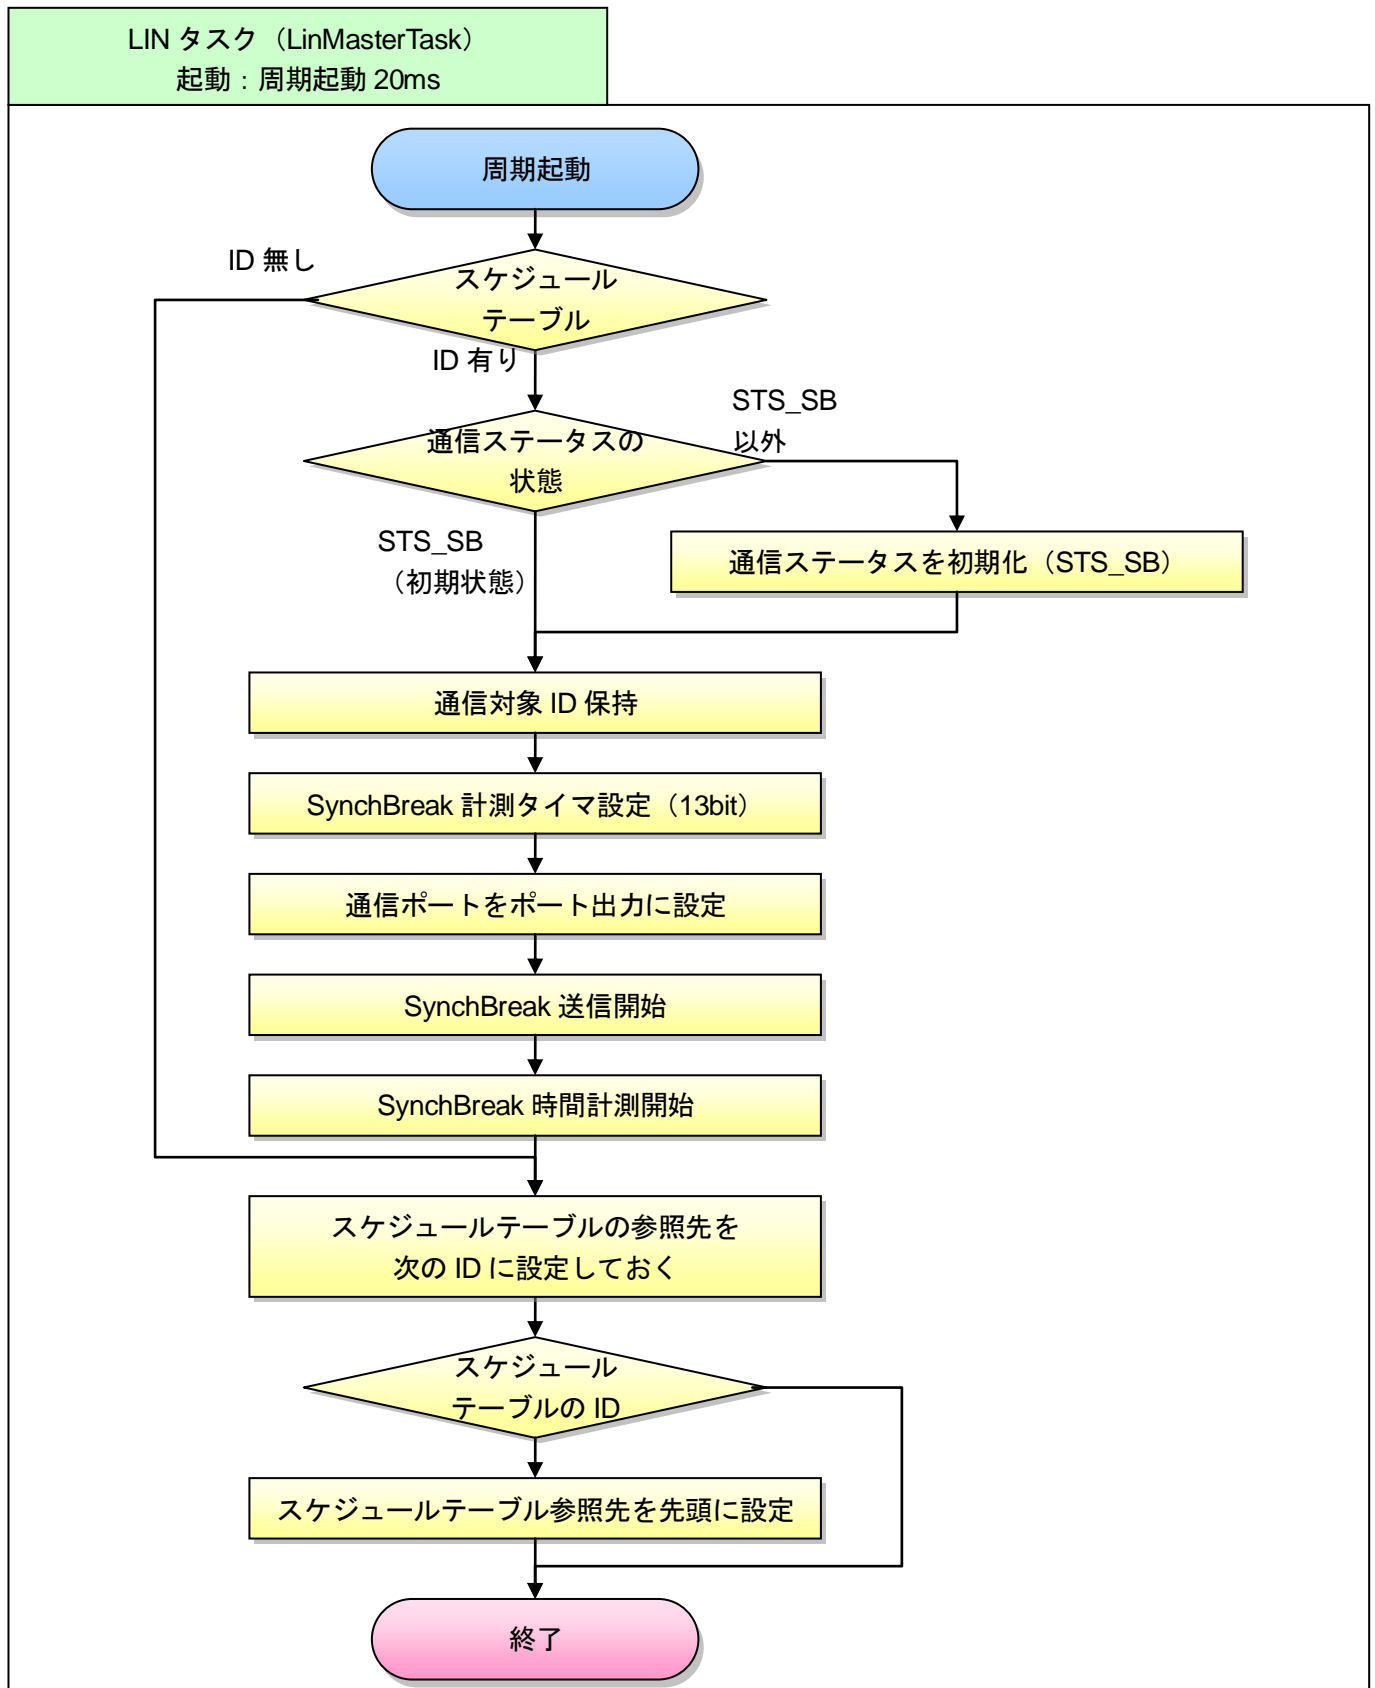 LIN タスク（LinMasterTask）
起動：周期起動 20ms
周期起動
ID 無し
スケジュール
テーブル
ID 有り
STS_SB
以外
通信ステータスの
状態
STS_SB
（初期状態）
通信ステータスを初期化（STS_SB）
通信対象 ID 保持
SynchBreak 計測タイマ設定（13bit）
通信ポートをポート出力に設定
SynchBreak 送信開始
SynchBreak 時間計測開始
スケジュールテーブルの参照先を
次の ID に設定しておく
スケジュール
テーブルの ID
スケジュールテーブル参照先を先頭に設定
終了